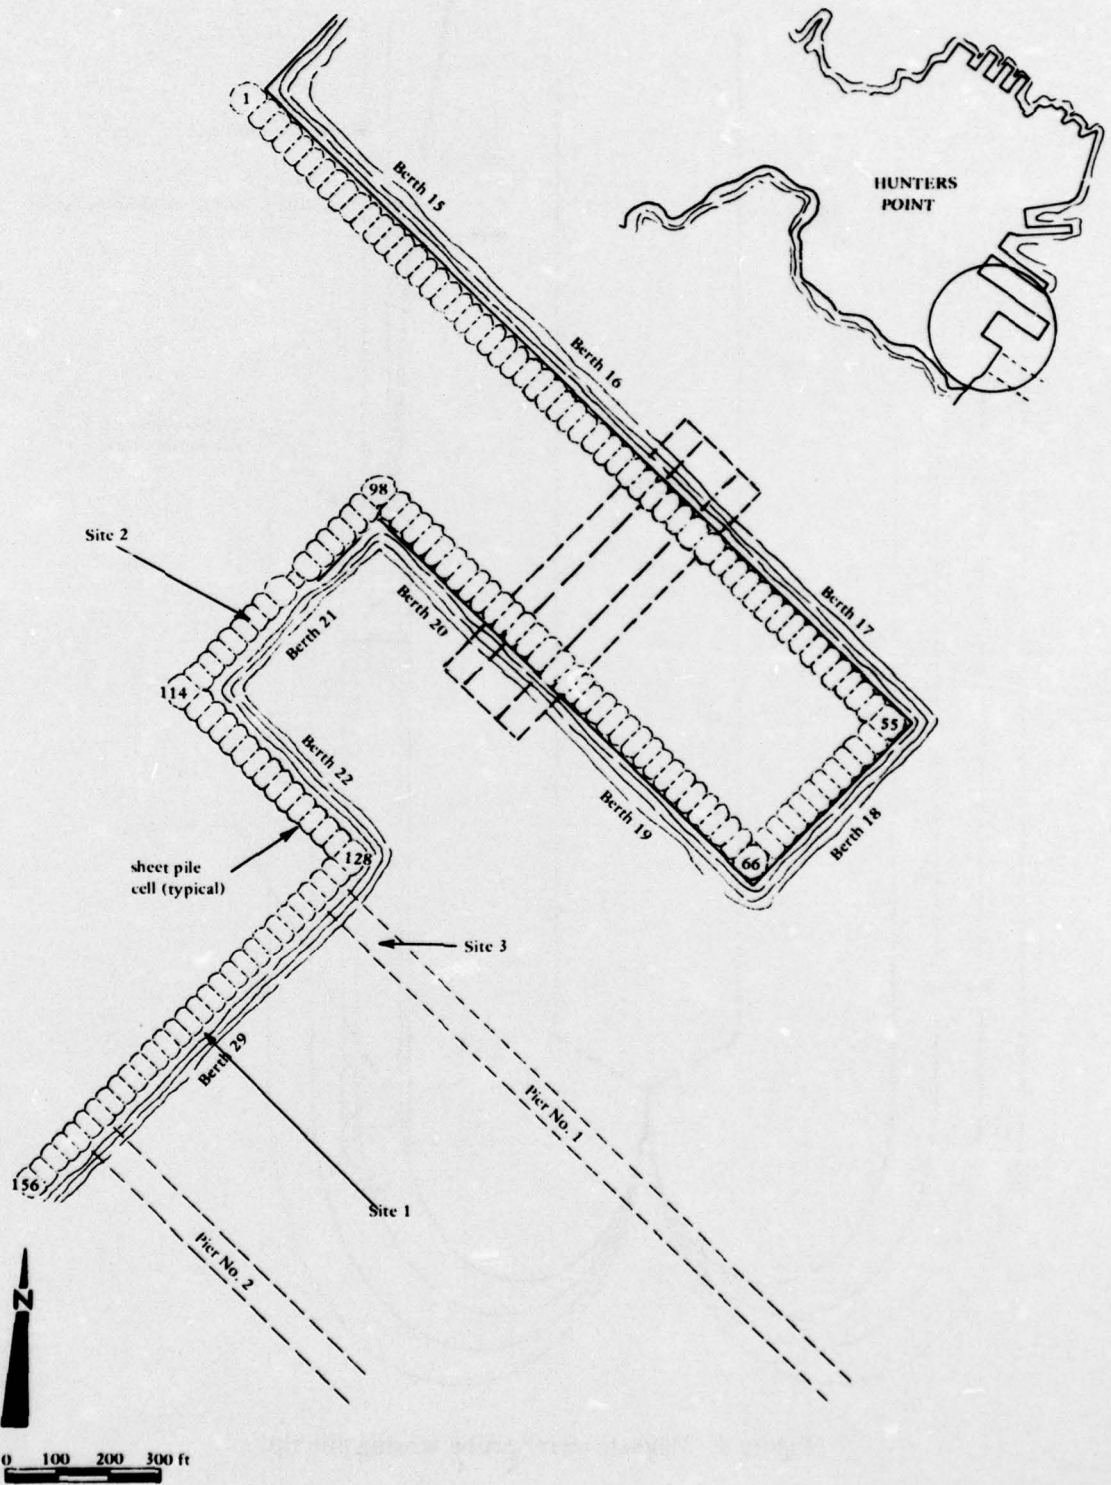 1
Berth 15
HUNTERS
POINT
Berth 16
98
Site 2
Berth 17
Berth 20
Berth 21
114
55
Berth 22
Berth 19
Berth 18
sheet pile
cell (typical)
128
66
Site 3
Berth 29
Pier No. 1
156
Site 1
Pier No. 2
N
0 100 200 300 ft